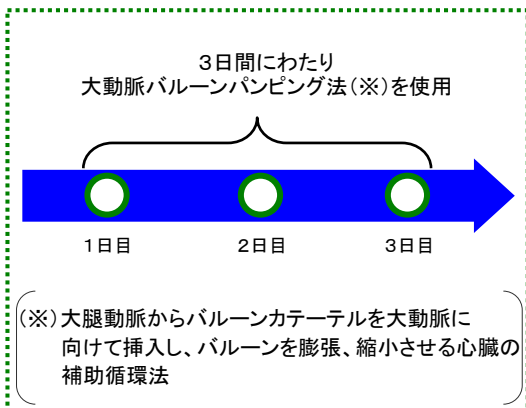 3日間にわたり
大動脈バルーンパンピング法(※)を使用
1日目 2日目 3日目
(※)大腿動脈からバルーンカテーテルを大動脈に
向けて挿入し、バルーンを膨張、縮小させる心臓の
補助循環法